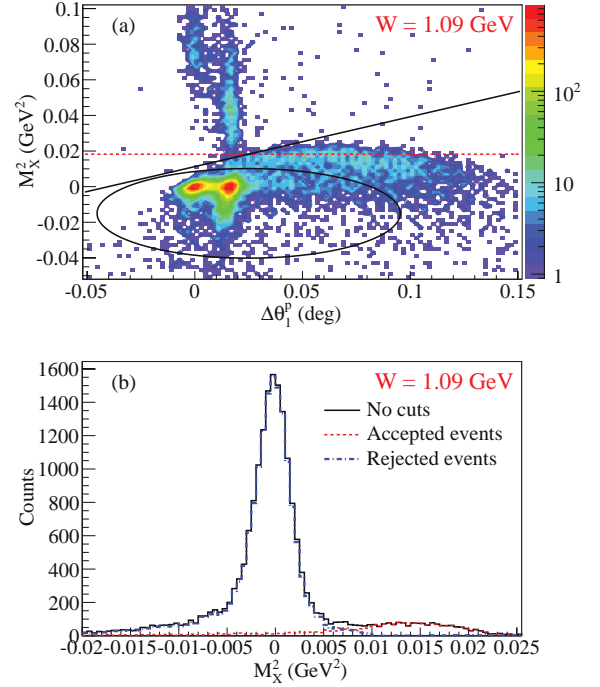 (a)
W = 1.09 GeV
M_X^2 (GeV^2)
0.1
0.08
0.06
0.04
0.02
0
-0.02
-0.04
10^2
10
1
-0.05 0 0.05 0.1 0.15
Δθ_1^p (deg)
(b)
W = 1.09 GeV
No cuts
Accepted events
Rejected events
Counts
1600
1400
1200
1000
800
600
400
200
0
-0.02 -0.015 -0.01 -0.005 0 0.005 0.01 0.015 0.02 0.025
M_X^2 (GeV^2)